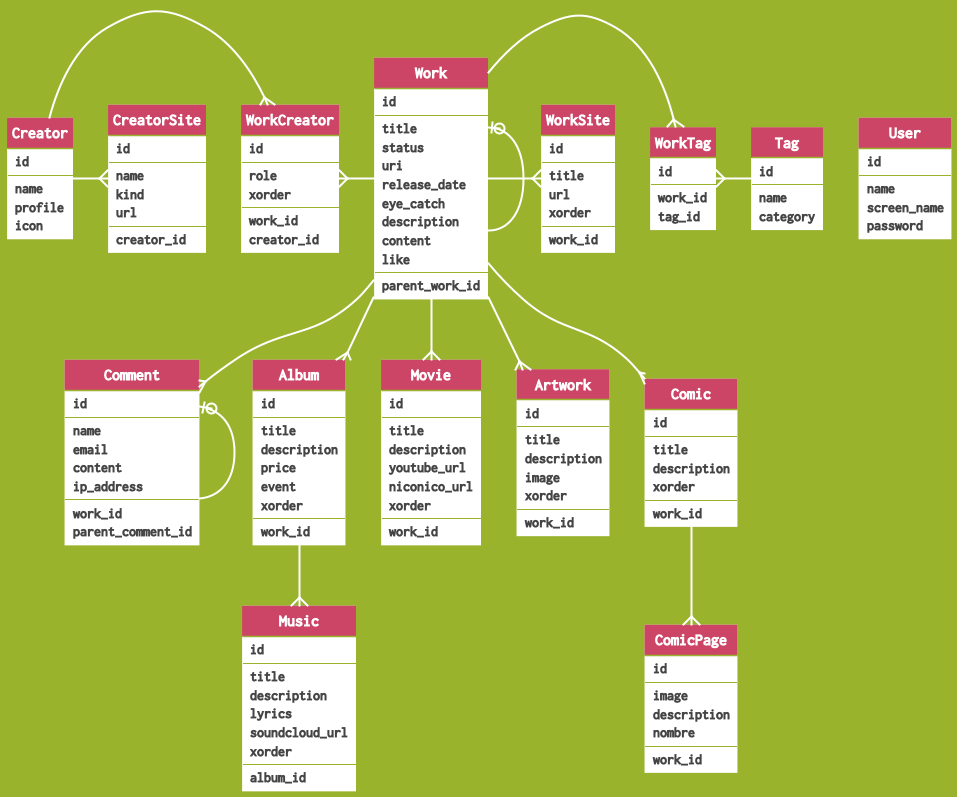 Creator
id
name
profile
icon
CreatorSite
id
name
kind
url
creator_id
WorkCreator
id
role
xorder
work_id
creator_id
Work
id
title
status
uri
release_date
eye_catch
description
content
like
parent_work_id
WorkSite
id
title
url
xorder
work_id
WorkTag
id
work_id
tag_id
Tag
id
name
category
User
id
name
screen_name
password
Comment
id
name
email
content
ip_address
work_id
parent_comment_id
Album
id
title
description
price
event
xorder
work_id
Movie
id
title
description
youtube_url
niconico_url
xorder
work_id
Artwork
id
title
description
image
xorder
work_id
Comic
id
title
description
xorder
work_id
Music
id
title
description
lyrics
soundcloud_url
xorder
album_id
ComicPage
id
image
description
nombre
work_id